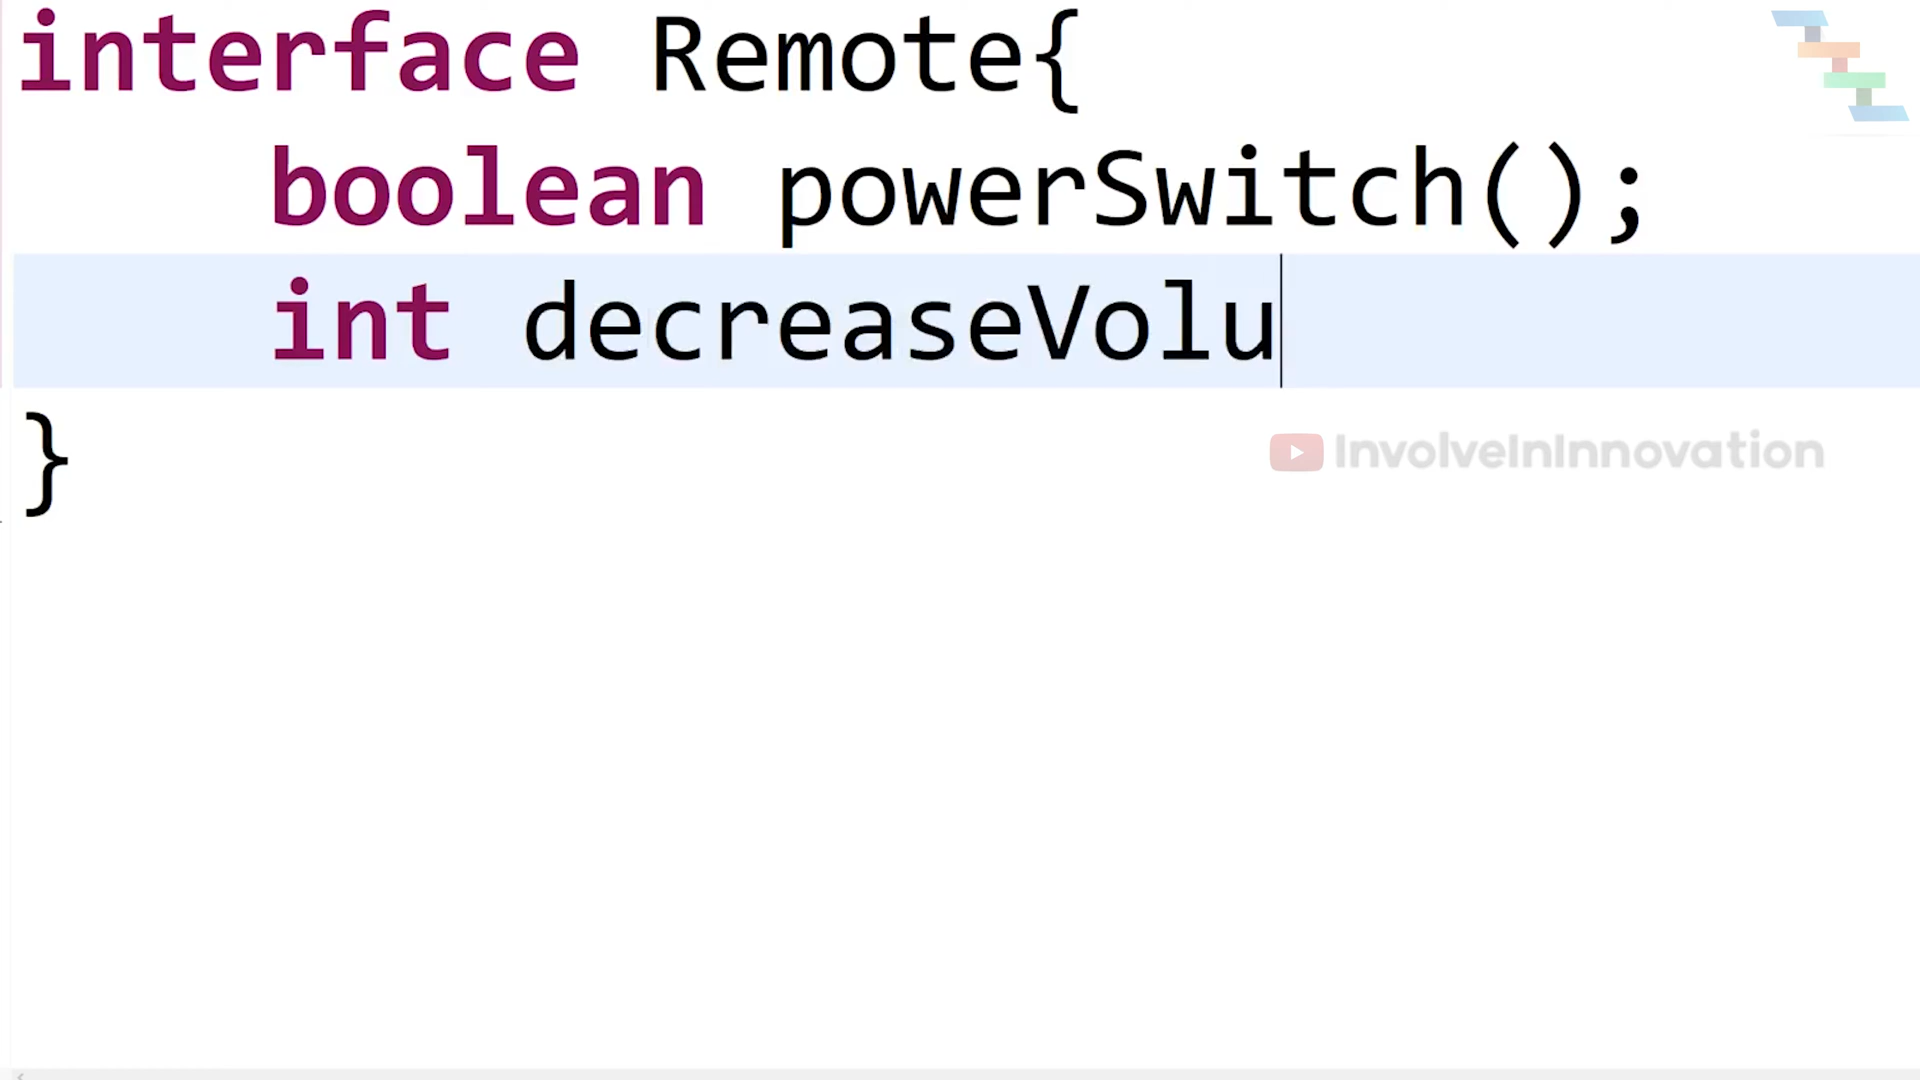 interface Remote{
boolean powerSwitch();
int decreaseVolu
}
InvolveInInnovation